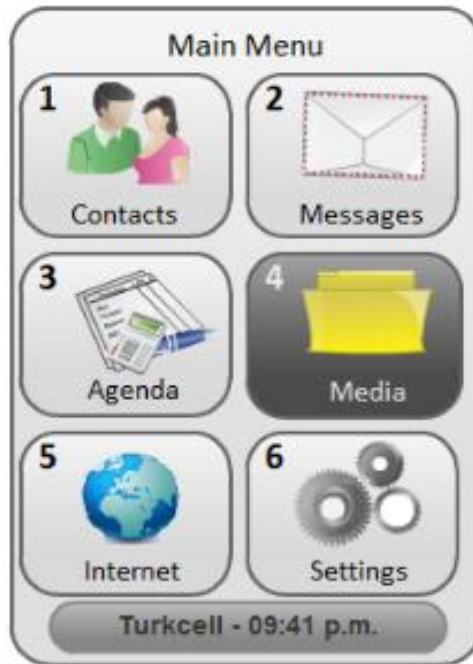 Main Menu
1
Contacts
2
Messages
3
Agenda
4
Media
5
Internet
6
Settings
Turkcell - 09:41 p.m.